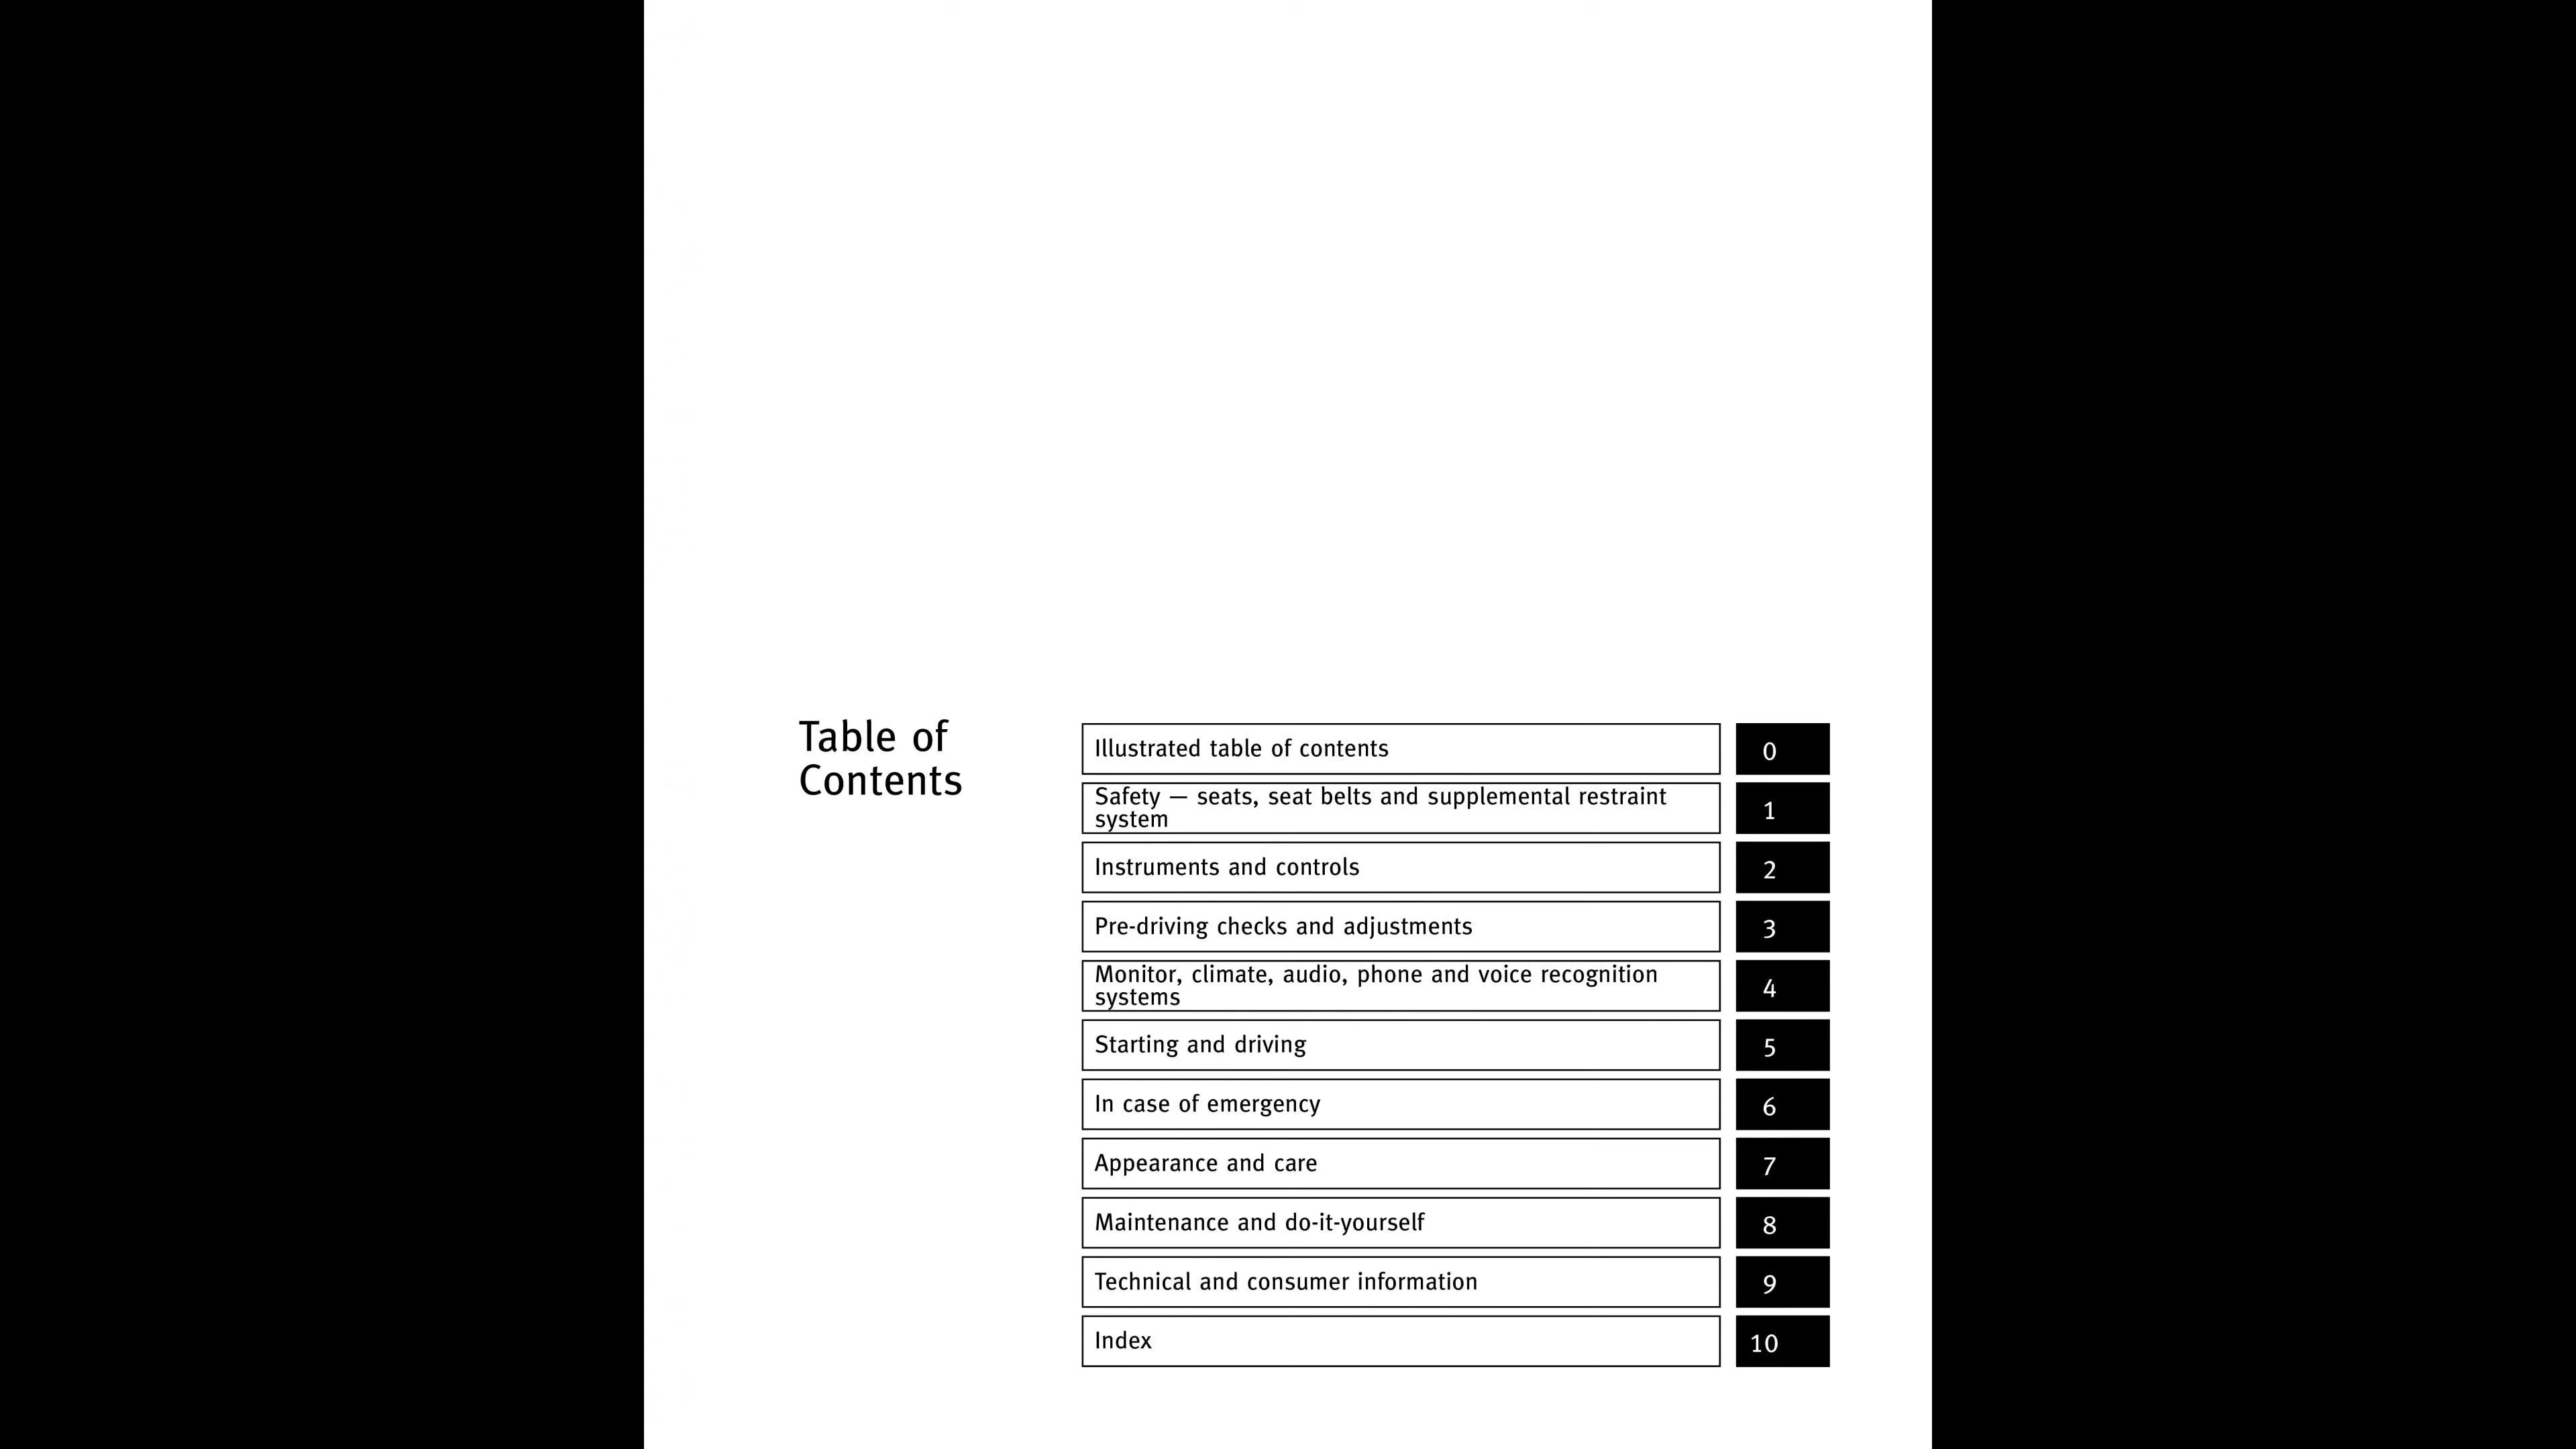 Table of
Contents
Illustrated table of contents 0
Safety — seats, seat belts and supplemental restraint
system 1
Instruments and controls 2
Pre-driving checks and adjustments 3
Monitor, climate, audio, phone and voice recognition
systems 4
Starting and driving 5
In case of emergency 6
Appearance and care 7
Maintenance and do-it-yourself 8
Technical and consumer information 9
Index 10